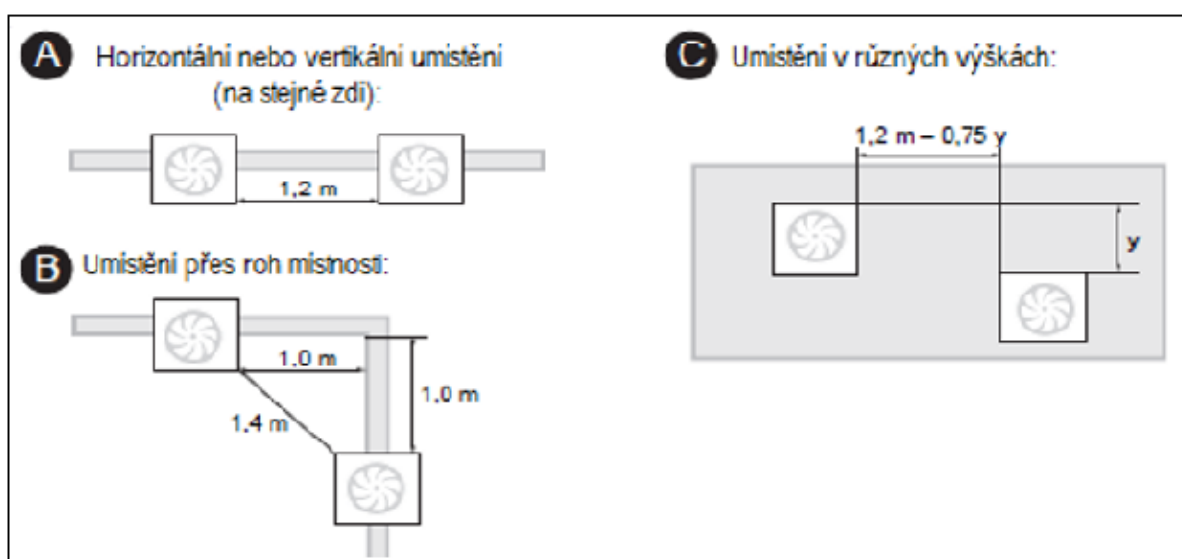 A Horizontální nebo vertikální umistění
(na stejné zdi):
1,2 m
B Umístění přes roh místnosti:
1.0 m
1.0 m
1.4 m
C Umístění v různých výškách:
1,2 m – 0,75 y
y